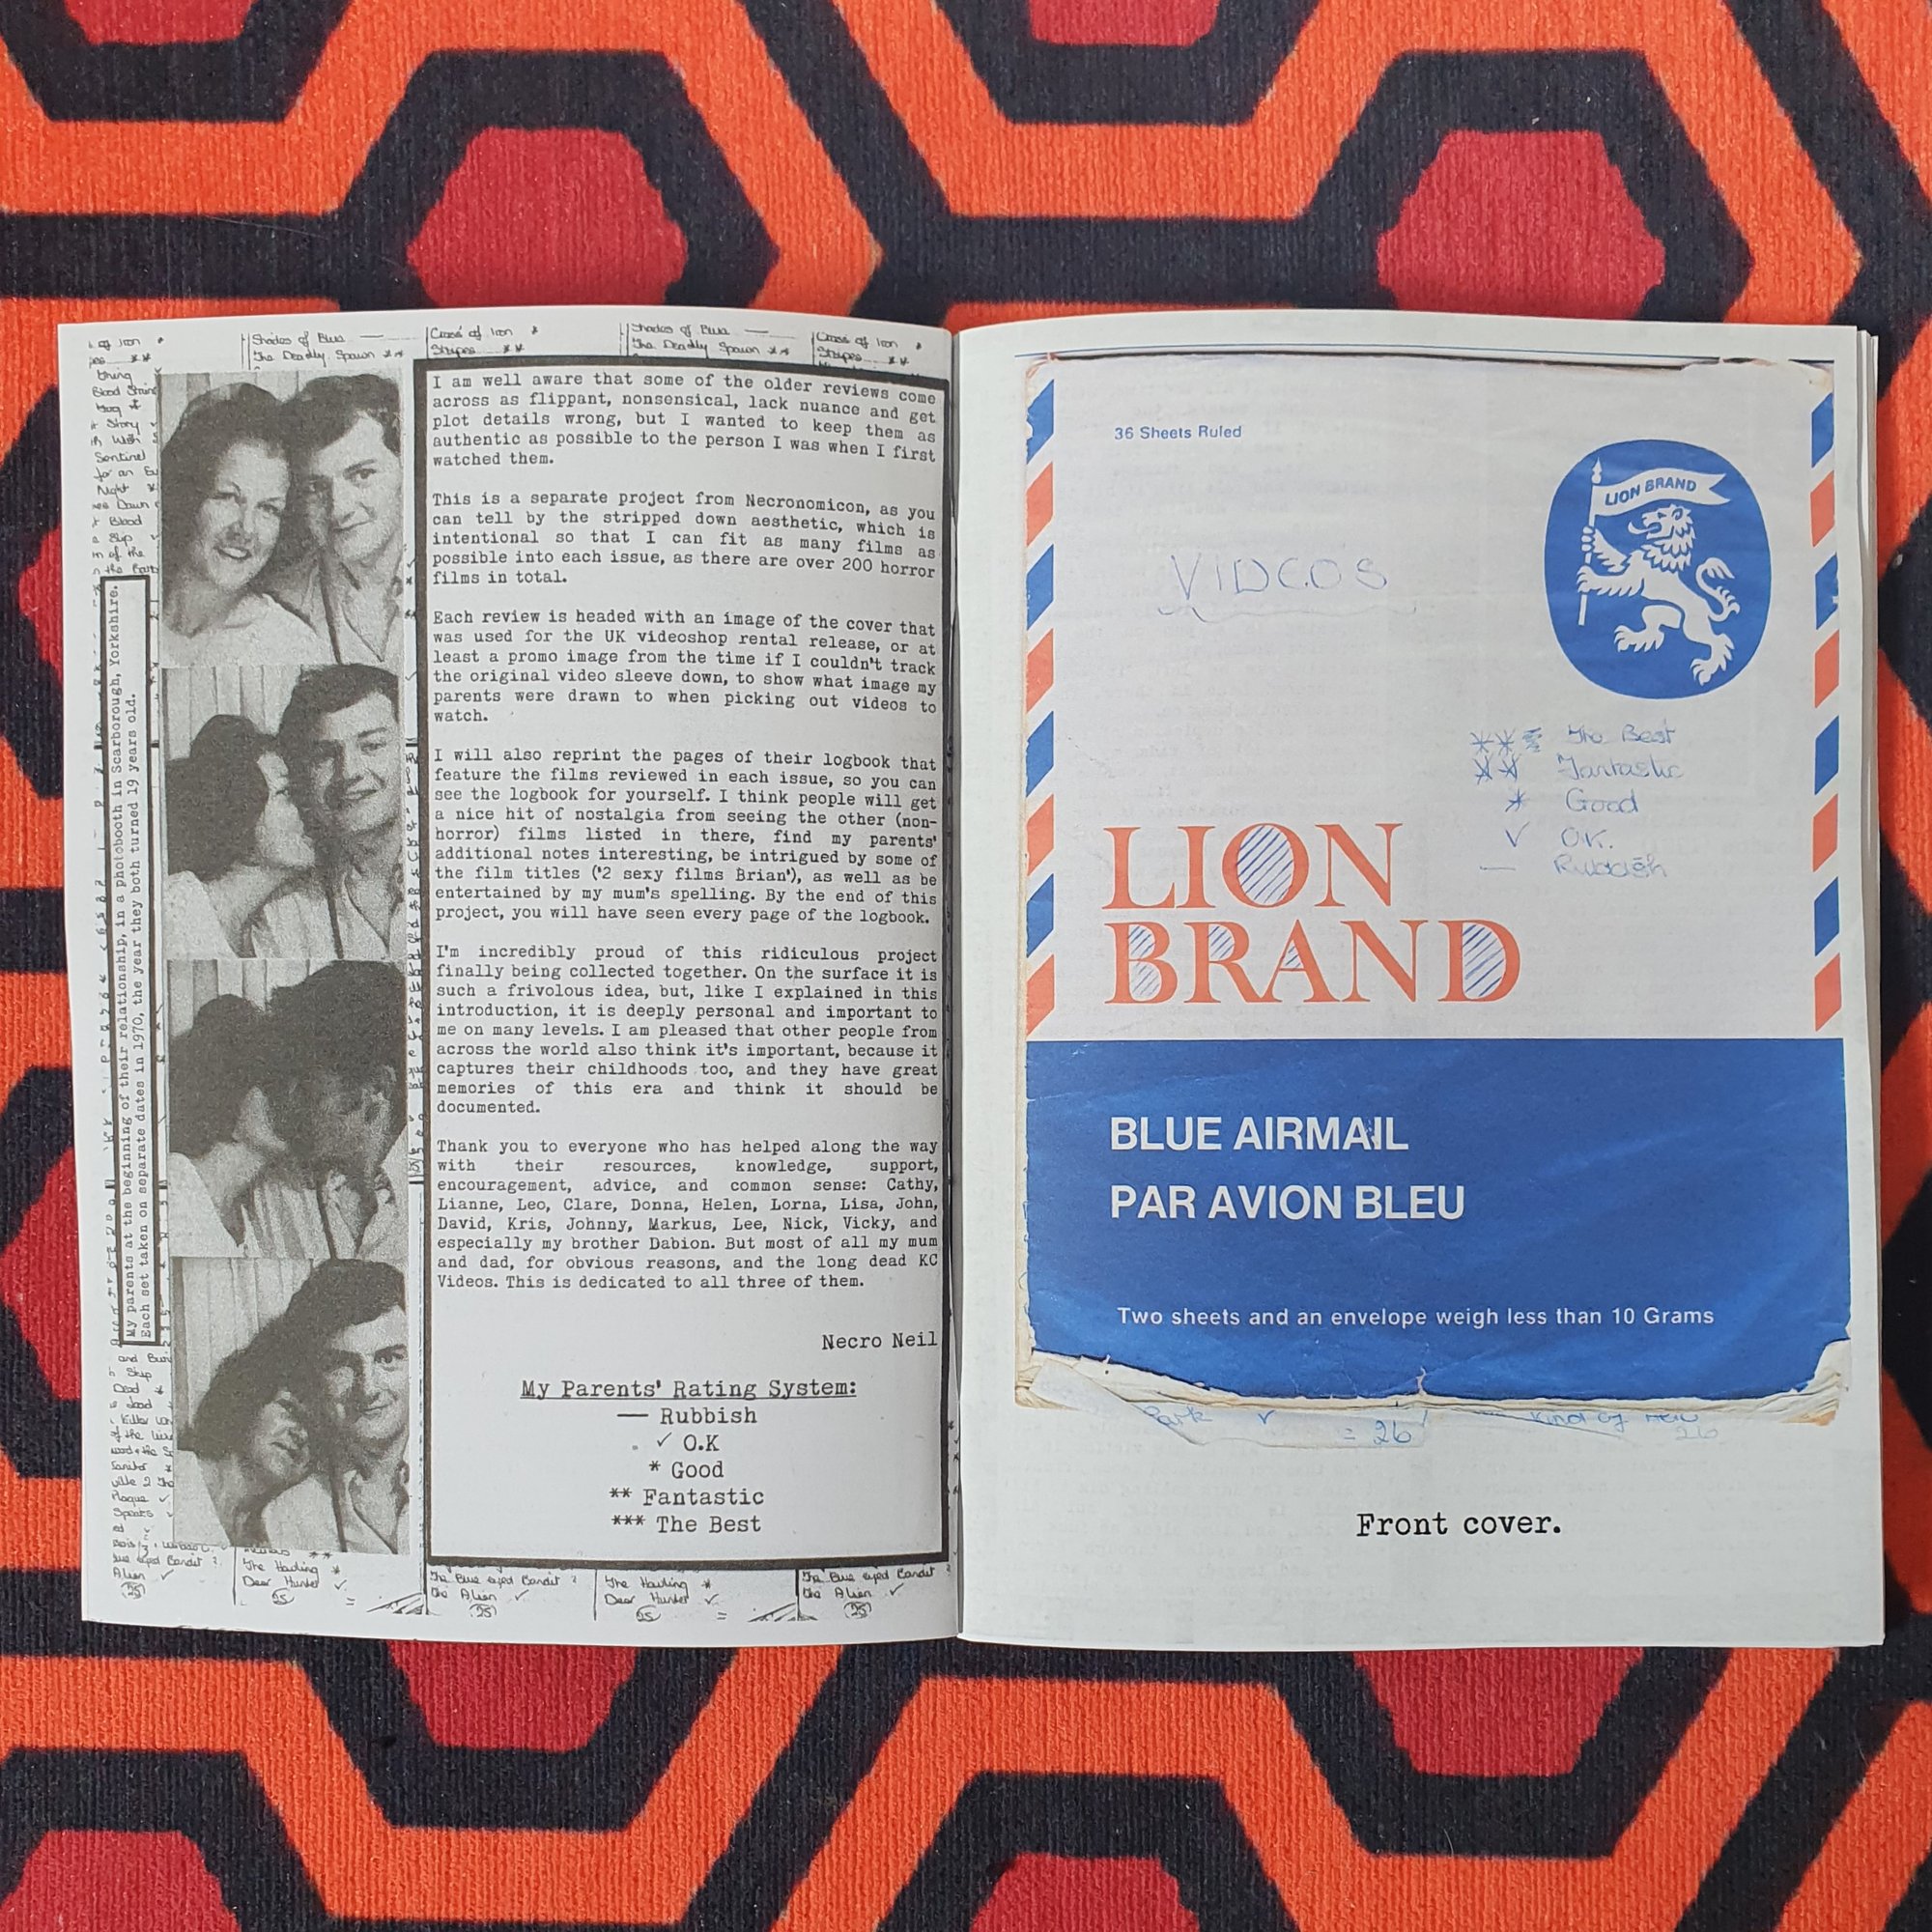 Shades of Blue —
The Deadly Spawn **
Cross of Iron *
Stripes **
Shades of Blue —
The Deadly Spawn **
Cross of Iron *
Stripes **
My parents at the beginning of their relationship, in a photobooth in Scarborough, Yorkshire.
Each set taken on separate dates in 1970, the year they both turned 19 years old.
I am well aware that some of the older reviews come
across as flippant, nonsensical, lack nuance and get
plot details wrong, but I wanted to keep them as
authentic as possible to the person I was when I first
watched them.
This is a separate project from Necronomicon, as you
can tell by the stripped down aesthetic, which is
intentional so that I can fit as many films as
possible into each issue, as there are over 200 horror
films in total.
Each review is headed with an image of the cover that
was used for the UK videoshop rental release, or at
least a promo image from the time if I couldn't track
the original video sleeve down, to show what image my
parents were drawn to when picking out videos to
watch.
I will also reprint the pages of their logbook that
feature the films reviewed in each issue, so you can
see the logbook for yourself. I think people will get
a nice hit of nostalgia from seeing the other (non-
horror) films listed in there, find my parents'
additional notes interesting, be intrigued by some of
the film titles ('2 sexy films Brian'), as well as be
entertained by my mum's spelling. By the end of this
project, you will have seen every page of the logbook.
I'm incredibly proud of this ridiculous project
finally being collected together. On the surface it is
such a frivolous idea, but, like I explained in this
introduction, it is deeply personal and important to
me on many levels. I am pleased that other people from
across the world also think it's important, because it
captures their childhoods too, and they have great
memories of this era and think it should be
documented.
Thank you to everyone who has helped along the way
with their resources, knowledge, support,
encouragement, advice, and common sense: Cathy,
Lianne, Leo, Clare, Donna, Helen, Lorna, Lisa, John,
David, Kris, Johnny, Markus, Lee, Nick, Vicky, and
especially my brother Dabion. But most of all my mum
and dad, for obvious reasons, and the long dead KC
Videos. This is dedicated to all three of them.
Necro Neil
My Parents' Rating System:
— Rubbish
✓ O.K
* Good
** Fantastic
*** The Best
The Howling *
Dear Hunter ✓
25
The Blue eyed Bandit ?
The Alien ✓
25
The Howling *
Dear Hunter ✓
25
The Blue eyed Bandit ?
The Alien ✓
25
36 Sheets Ruled
LION BRAND
VIDEOS
*** The Best
** Fantastic
* Good
✓ O.K.
— Rubbish
LION
BRAND
BLUE AIRMAIL
PAR AVION BLEU
Two sheets and an envelope weigh less than 10 Grams
Park ✓
= 26
26
Front cover.